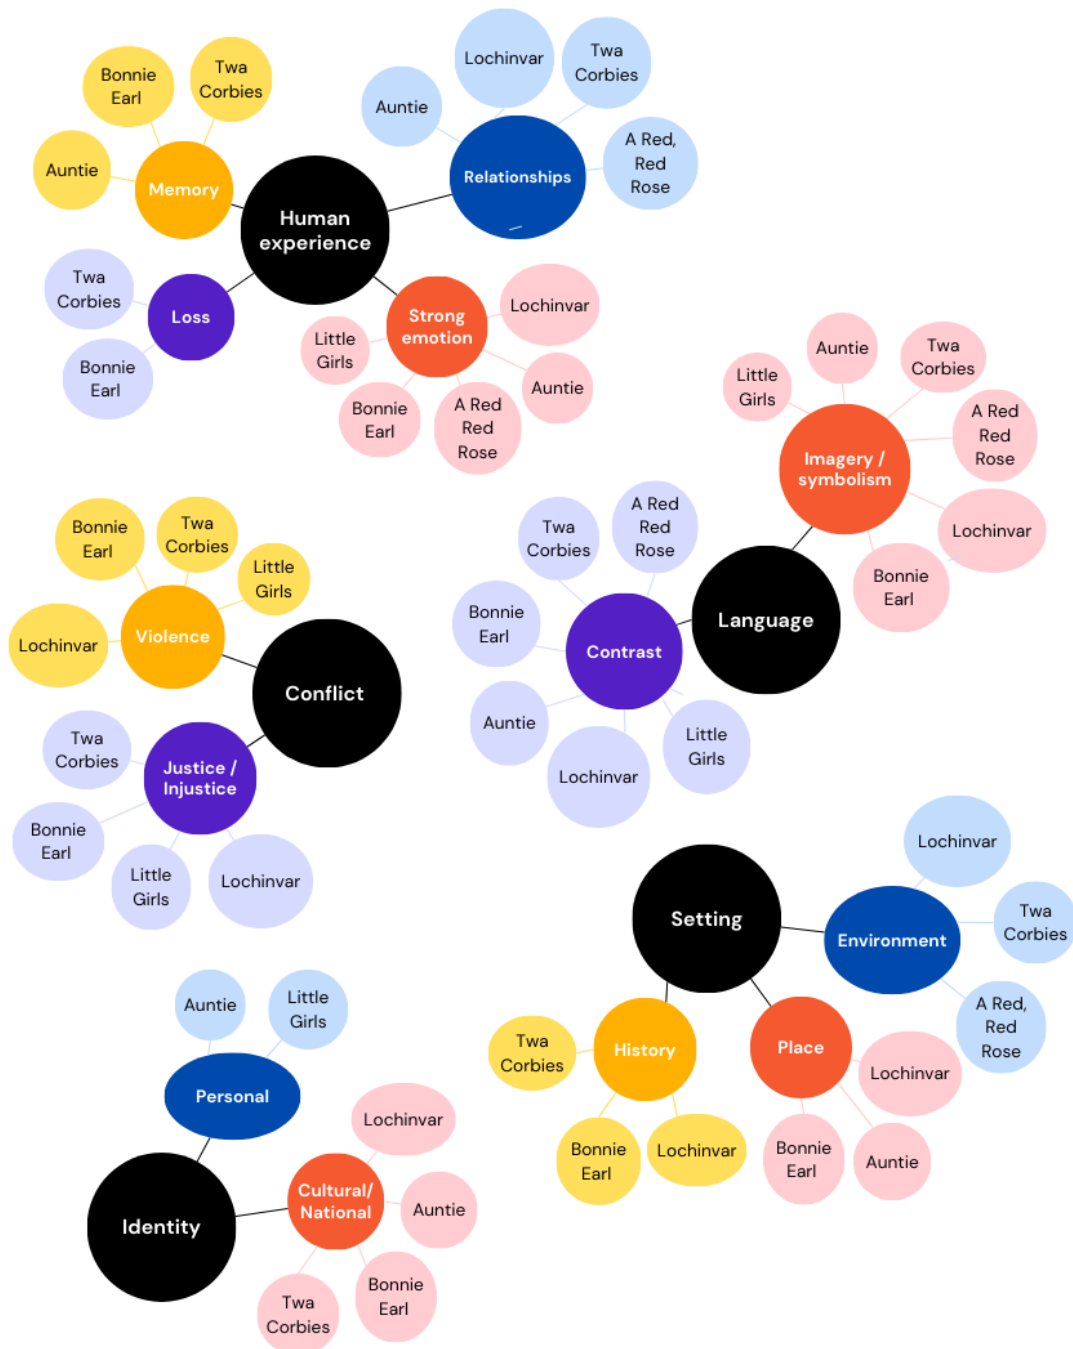 Human
experience
Memory
Auntie
Bonnie
Earl
Twa
Corbies
Relationships
Auntie
Lochinvar
Twa
Corbies
A Red,
Red
Rose
Loss
Twa
Corbies
Bonnie
Earl
Strong
emotion
Lochinvar
Little
Girls
Bonnie
Earl
A Red
Red
Rose
Auntie
Language
Imagery /
symbolism
Little
Girls
Auntie
Twa
Corbies
A Red
Red
Rose
Lochinvar
Bonnie
Earl
Contrast
Twa
Corbies
A Red
Red
Rose
Bonnie
Earl
Auntie
Lochinvar
Little
Girls
Conflict
Violence
Bonnie
Earl
Twa
Corbies
Little
Girls
Lochinvar
Justice /
Injustice
Twa
Corbies
Bonnie
Earl
Little
Girls
Lochinvar
Setting
Environment
Lochinvar
Twa
Corbies
A Red,
Red
Rose
History
Twa
Corbies
Bonnie
Earl
Lochinvar
Place
Lochinvar
Bonnie
Earl
Auntie
Identity
Personal
Auntie
Little
Girls
Cultural/
National
Lochinvar
Auntie
Twa
Corbies
Bonnie
Earl